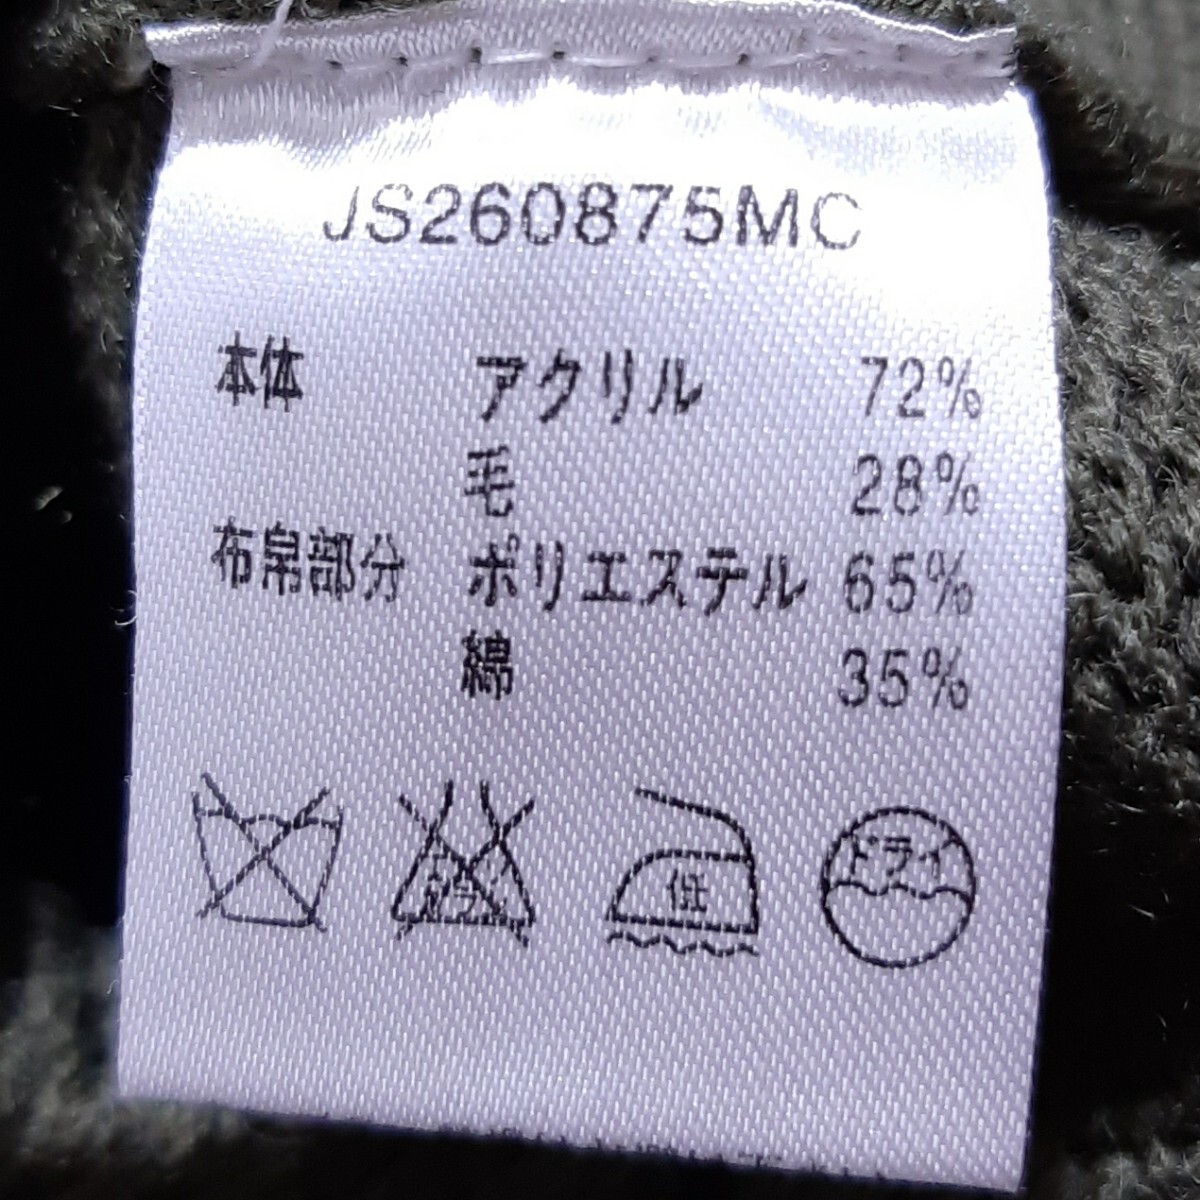 JS260875MC
本体 アクリル 72%
毛 28%
布帛部分 ポリエステル 65%
綿 35%
低 ドライ